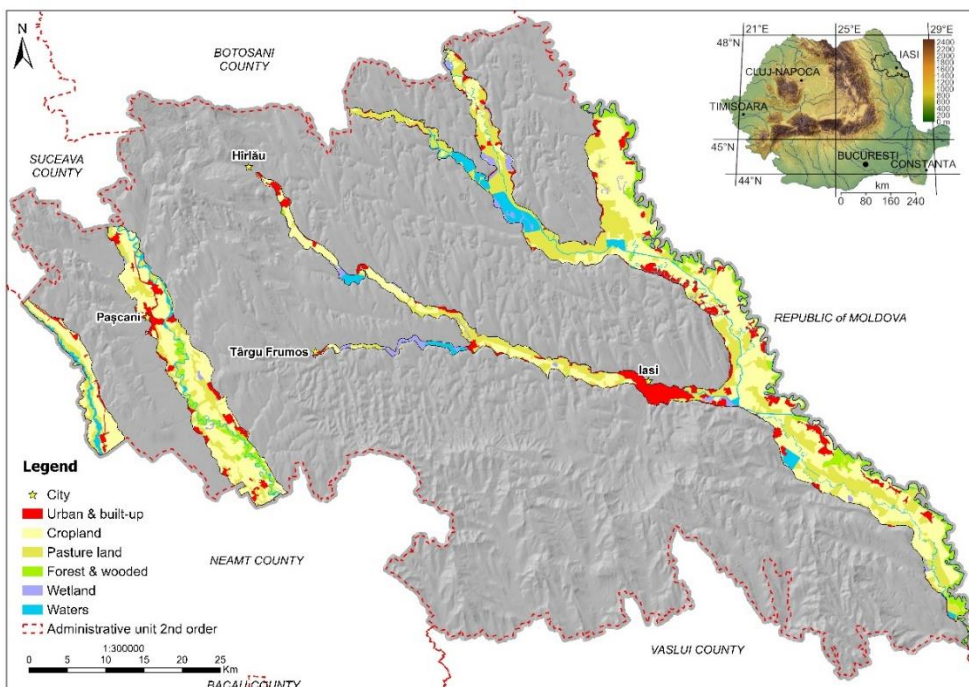 N
BOTOSANI
COUNTY
SUCEAVA
COUNTY
Hîrlău
Pașcani
Târgu Frumos
Iasi
REPUBLIC of MOLDOVA
NEAMT COUNTY
VASLUI COUNTY
BACAU COUNTY
21°E
25°E
29°E
48°N
45°N
44°N
CLUJ-NAPOCA
IASI
TIMISOARA
BUCURESTI
CONSTANTA
2400
2000
1800
1600
1400
1200
1000
800
600
400
200
0 m
km
0 80 160 240
Legend
City
Urban & built-up
Cropland
Pasture land
Forest & wooded
Wetland
Waters
Administrative unit 2nd order
1:300000
0 5 10 15 20 25
Km